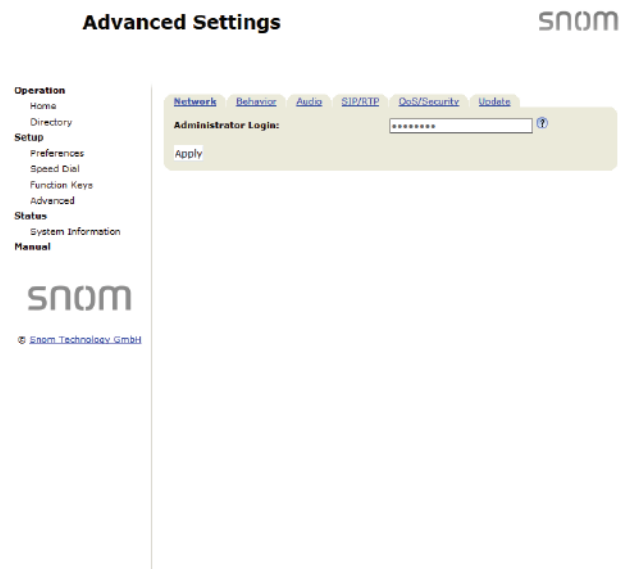 Advanced Settings
snom
Operation
Home
Directory
Setup
Preferences
Speed Dial
Function Keys
Advanced
Status
System Information
Manual
snom
© Snom Technology GmbH
Network Behavior Audio SIP/RTP QoS/Security Update
Administrator Login: ••••••••
Apply